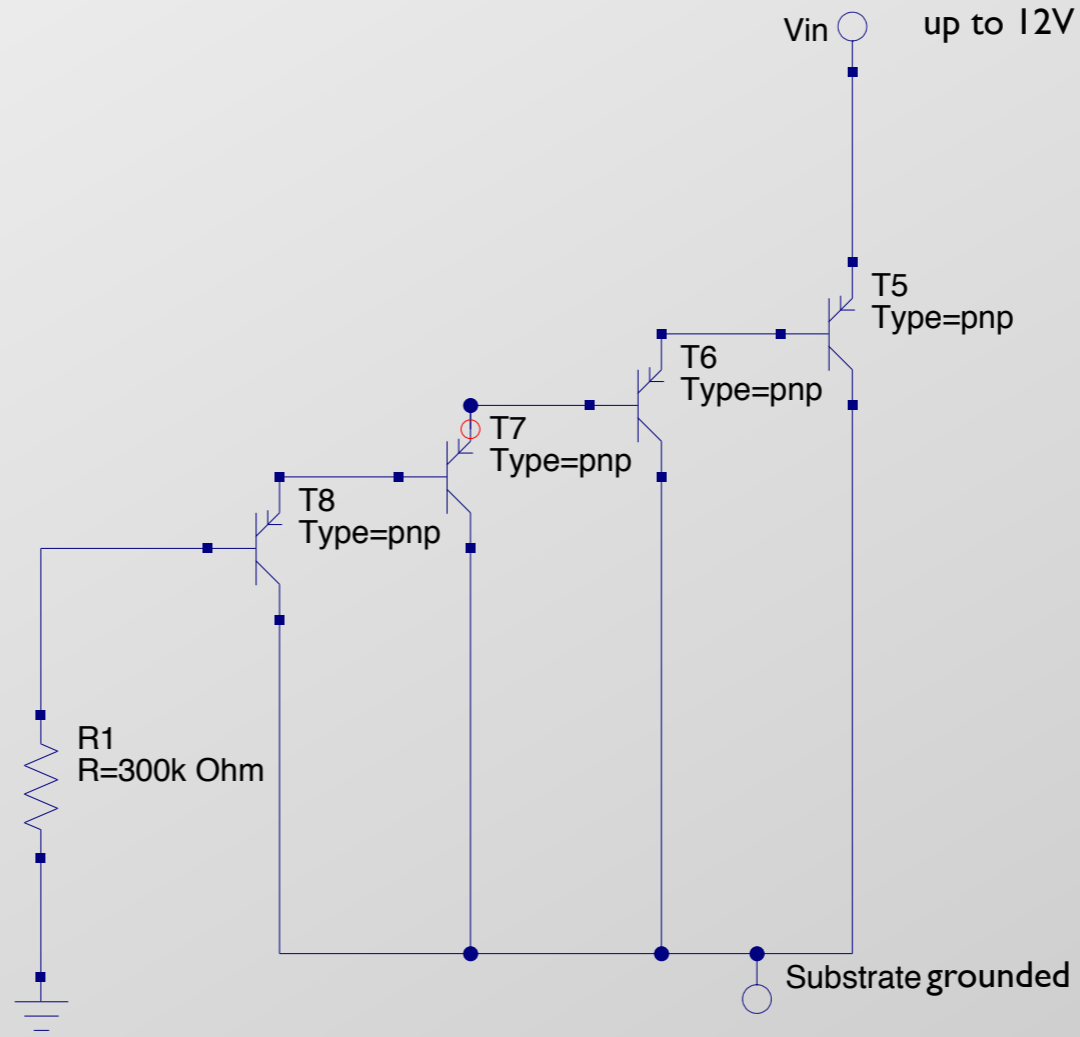 Vin up to 12V
T5
Type=pnp
T6
Type=pnp
T7
Type=pnp
T8
Type=pnp
R1
R=300k Ohm
Substrate grounded